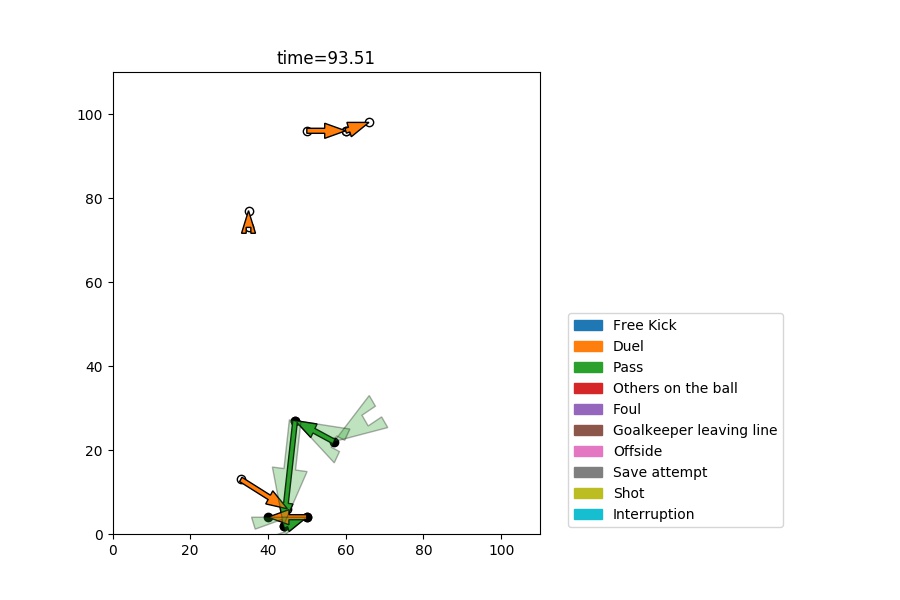 time=93.51
100
80
60
40
20
0
0
20
40
60
80
100
Free Kick
Duel
Pass
Others on the ball
Foul
Goalkeeper leaving line
Offside
Save attempt
Shot
Interruption